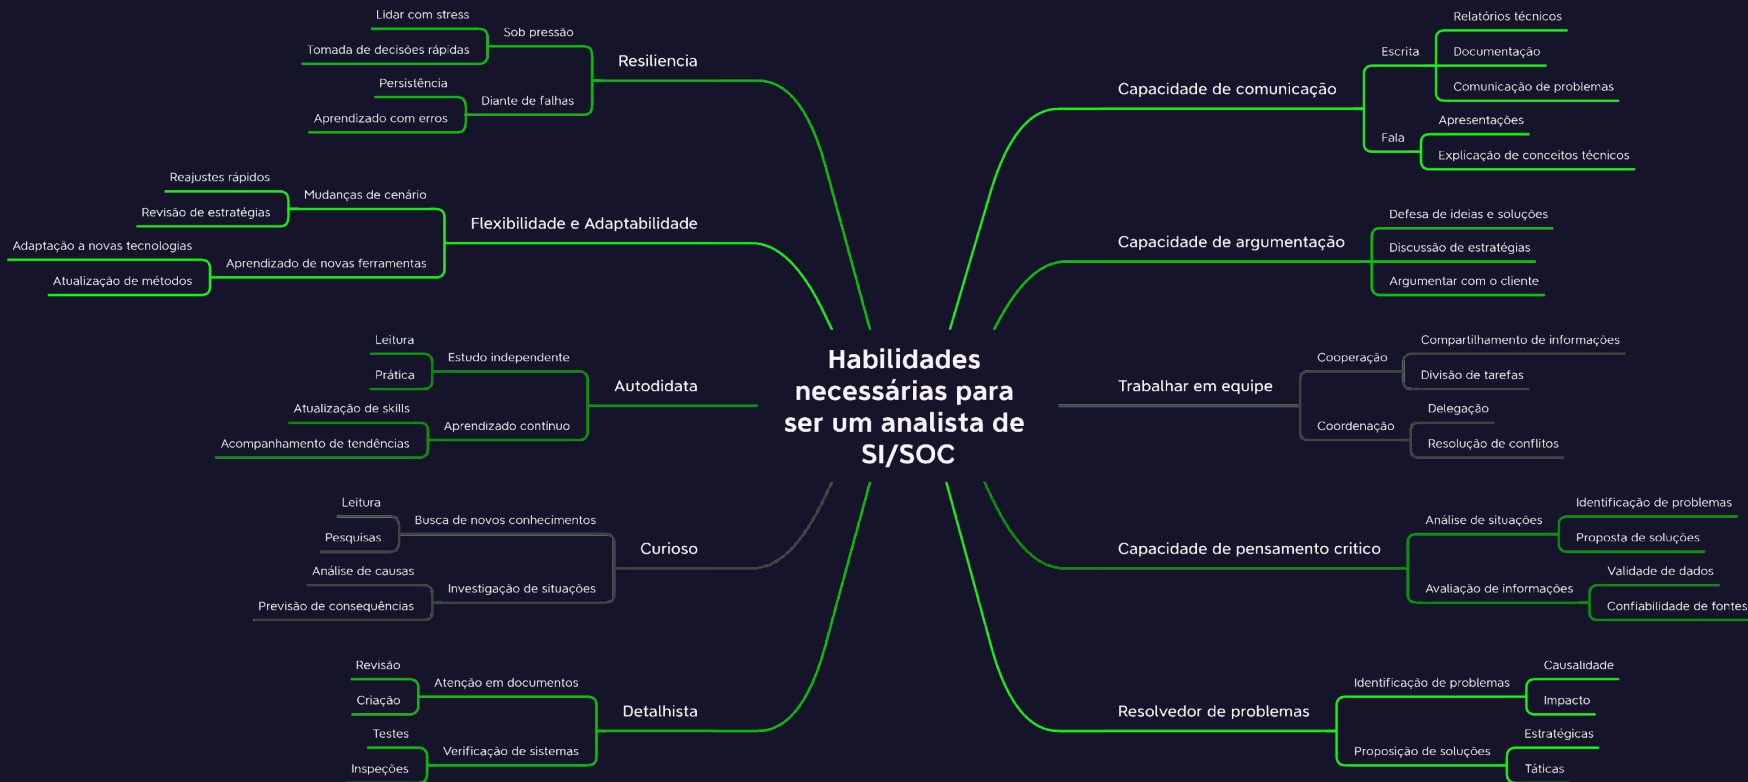 Habilidades
necessárias para
ser um analista de
SI/SOC
Resiliencia
Sob pressão
Lidar com stress
Tomada de decisões rápidas
Diante de falhas
Persistência
Aprendizado com erros
Flexibilidade e Adaptabilidade
Mudanças de cenário
Reajustes rápidos
Revisão de estratégias
Aprendizado de novas ferramentas
Adaptação a novas tecnologias
Atualização de métodos
Autodidata
Estudo independente
Leitura
Prática
Aprendizado contínuo
Atualização de skills
Acompanhamento de tendências
Curioso
Busca de novos conhecimentos
Leitura
Pesquisas
Investigação de situações
Análise de causas
Previsão de consequências
Detalhista
Atenção em documentos
Revisão
Criação
Verificação de sistemas
Testes
Inspeções
Capacidade de comunicação
Escrita
Relatórios técnicos
Documentação
Comunicação de problemas
Fala
Apresentações
Explicação de conceitos técnicos
Capacidade de argumentação
Defesa de ideias e soluções
Discussão de estratégias
Argumentar com o cliente
Trabalhar em equipe
Cooperação
Compartilhamento de informações
Divisão de tarefas
Coordenação
Delegação
Resolução de conflitos
Capacidade de pensamento critico
Análise de situações
Identificação de problemas
Proposta de soluções
Avaliação de informações
Validade de dados
Confiabilidade de fontes
Resolvedor de problemas
Identificação de problemas
Causalidade
Impacto
Proposição de soluções
Estratégicas
Táticas